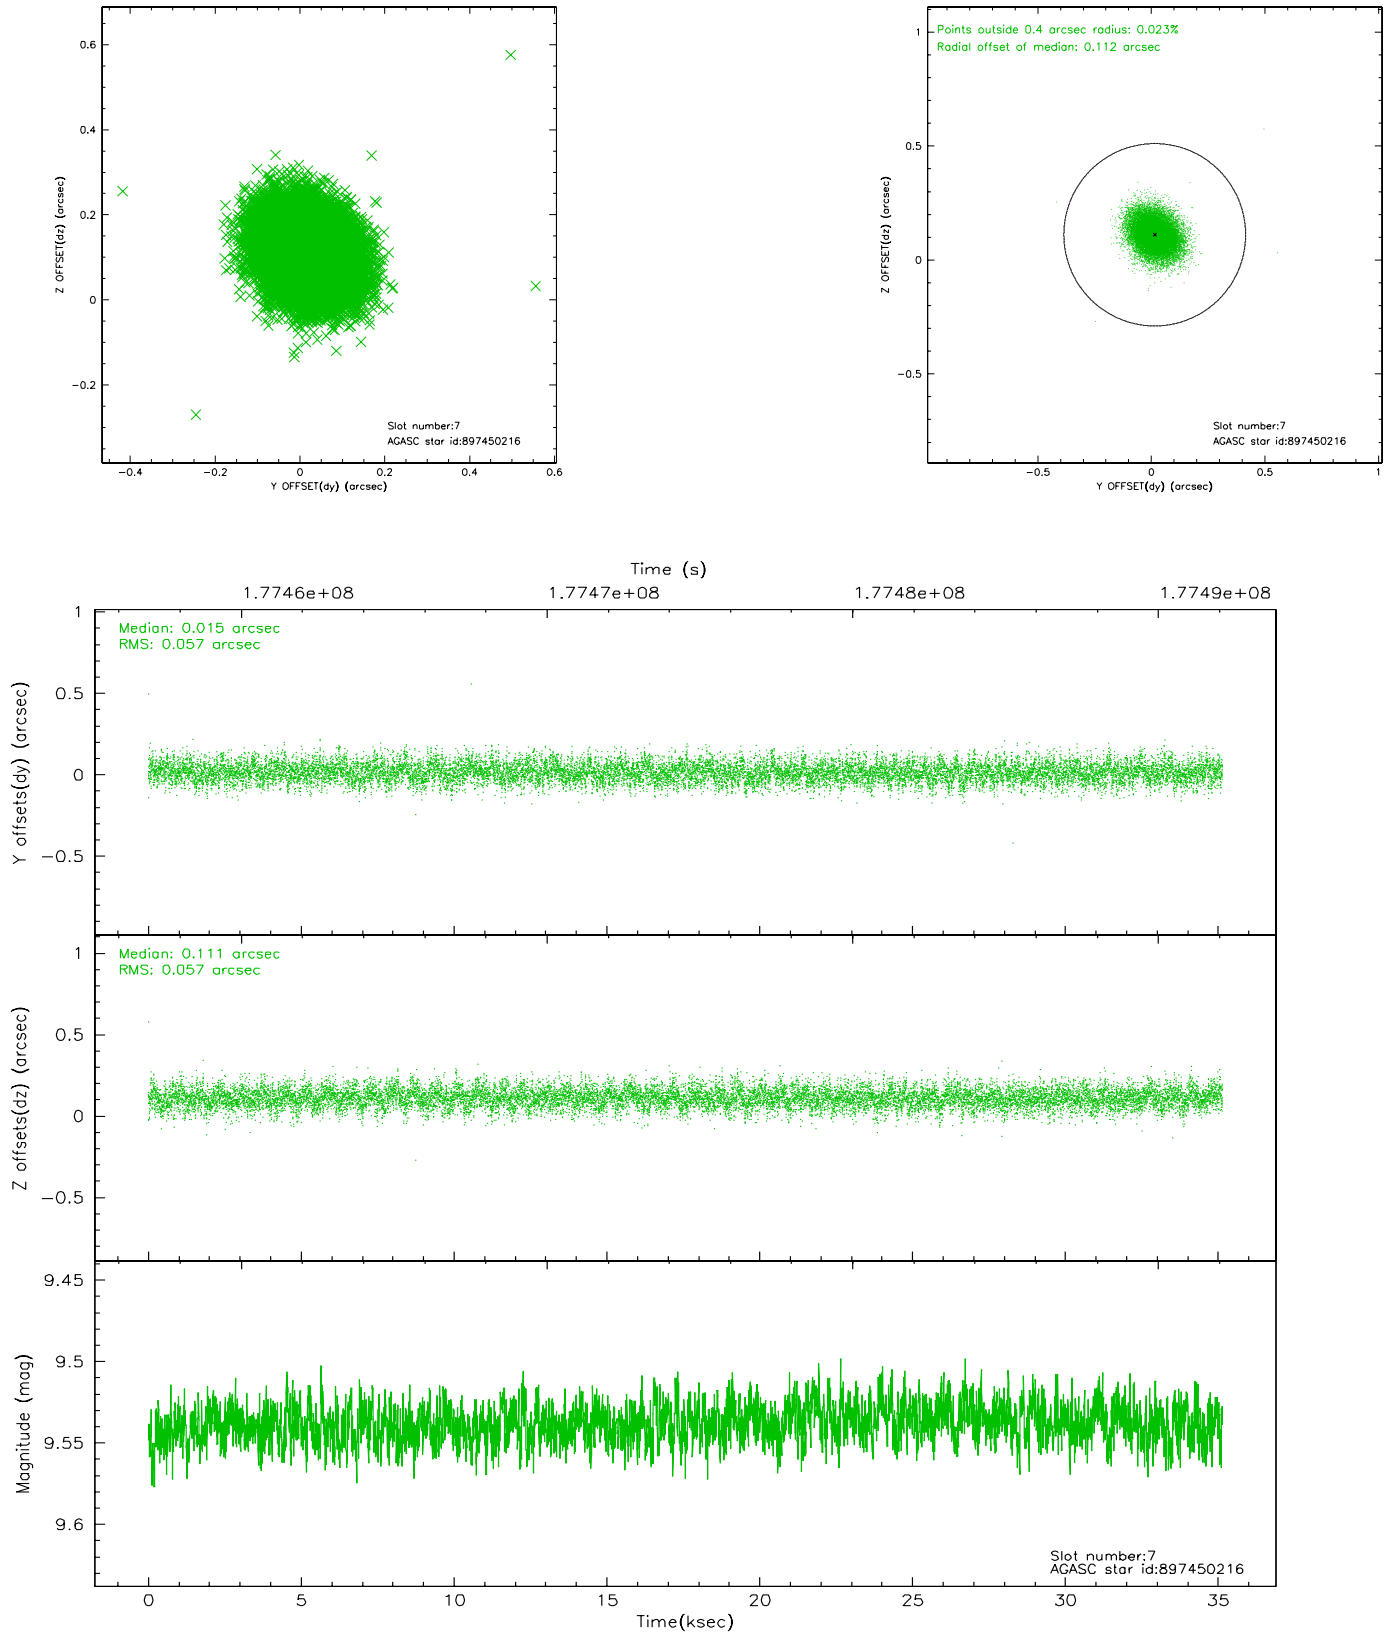 0.6
0.4
0.2
0
−0.2
Z OFFSET(dz) (arcsec)
−0.4
−0.2
0
0.2
0.4
0.6
Y OFFSET(dy) (arcsec)
Slot number:7
AGASC star id:897450216
Points outside 0.4 arcsec radius: 0.023%
Radial offset of median: 0.112 arcsec
1
0.5
0
−0.5
Z OFFSET(dz) (arcsec)
−0.5
0
0.5
1
Y OFFSET(dy) (arcsec)
Slot number:7
AGASC star id:897450216
Time (s)
1.7746e+08
1.7747e+08
1.7748e+08
1.7749e+08
Median: 0.015 arcsec
RMS: 0.057 arcsec
1
0.5
0
−0.5
Y offsets(dy) (arcsec)
Median: 0.111 arcsec
RMS: 0.057 arcsec
1
0.5
0
−0.5
Z offsets(dz) (arcsec)
9.45
9.5
9.55
9.6
Magnitude (mag)
Slot number:7
AGASC star id:897450216
0
5
10
15
20
25
30
35
Time(ksec)